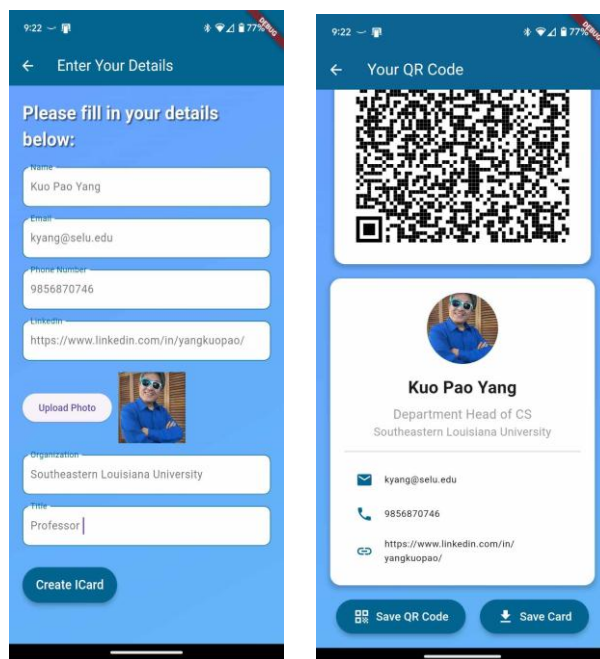 9:22
77%
DEBUG
Enter Your Details
Please fill in your details
below:
Name
Kuo Pao Yang
Email
kyang@selu.edu
Phone Number
9856870746
LinkedIn
https://www.linkedin.com/in/yangkuopao/
Upload Photo
Organization
Southeastern Louisiana University
Title
Professor
Create ICard
9:22
77%
DEBUG
Your QR Code
Kuo Pao Yang
Department Head of CS
Southeastern Louisiana University
kyang@selu.edu
9856870746
https://www.linkedin.com/in/
yangkuopao/
Save QR Code
Save Card